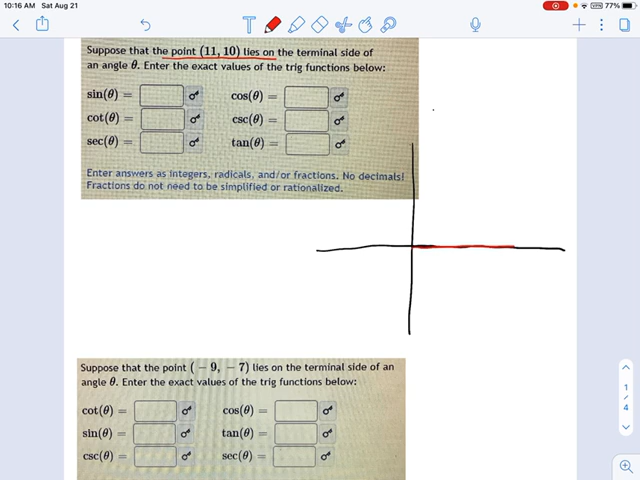 10:16 AM Sat Aug 21
VPN 77%
Suppose that the point (11, 10) lies on the terminal side of
an angle θ. Enter the exact values of the trig functions below:
sin(θ) = cos(θ) =
cot(θ) = csc(θ) =
sec(θ) = tan(θ) =
Enter answers as integers, radicals, and/or fractions. No decimals!
Fractions do not need to be simplified or rationalized.
Suppose that the point (−9, −7) lies on the terminal side of an
angle θ. Enter the exact values of the trig functions below:
cot(θ) = cos(θ) =
sin(θ) = tan(θ) =
csc(θ) = sec(θ) =
1
/
4